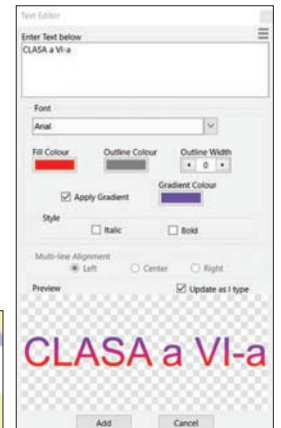 Text Editor
Enter Text below
CLASA a VI-a
Font
Arial
Fill Colour
Outline Colour
Outline Width
0
Apply Gradient
Gradient Colour
Style
Italic
Bold
Multi-line Alignment
Left
Center
Right
Preview
Update as I type
CLASA a VI-a
Add
Cancel